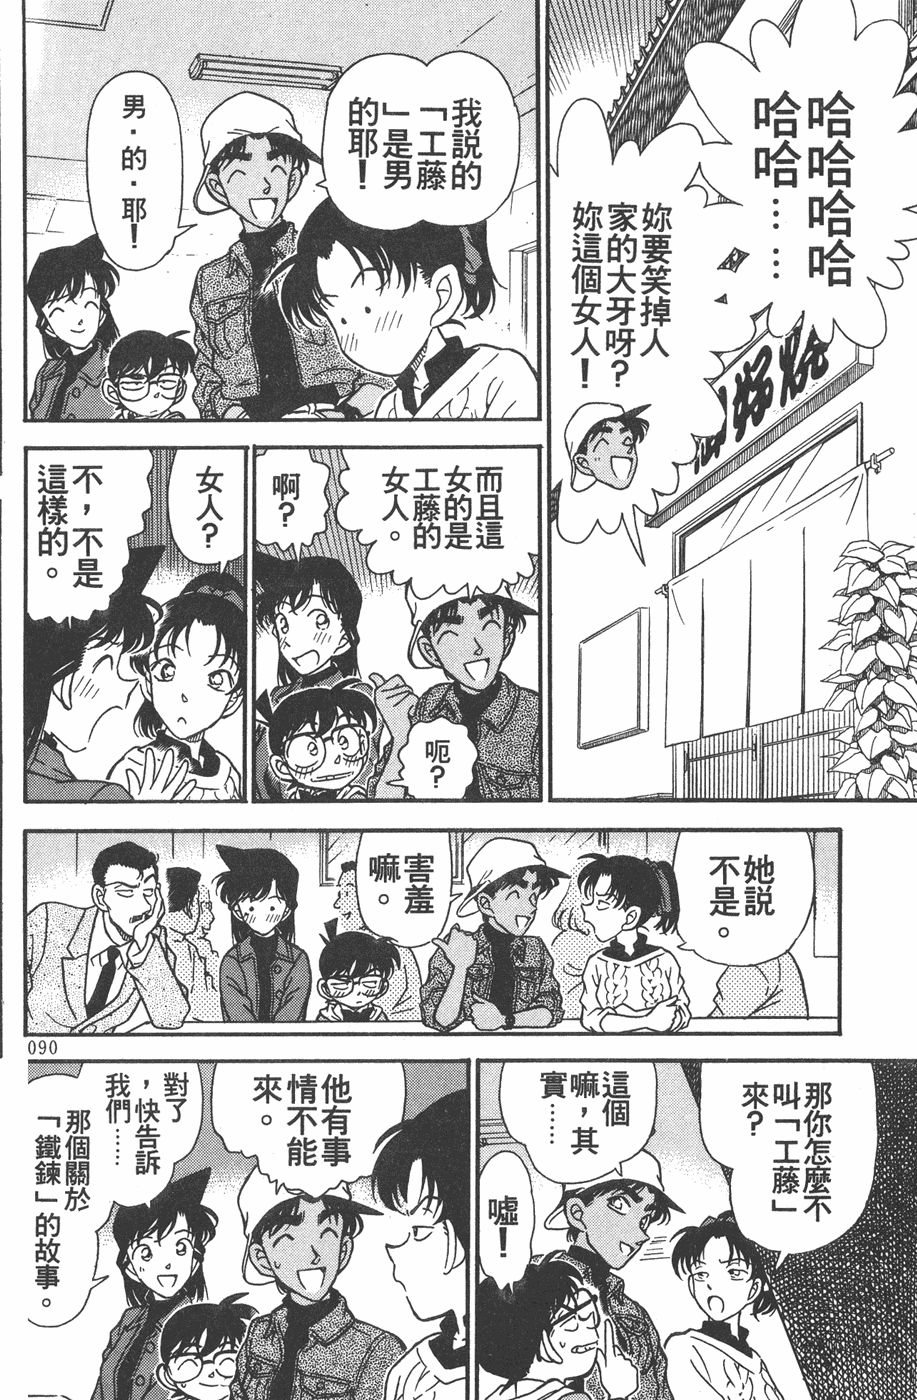 哈哈哈哈
哈哈……
妳要笑掉人
家的大牙呀？
妳這個女人！
我說的
「工藤
」是男
的耶！
男·的·耶！
而且這
女的是
工藤的
女人。
啊？
呃？
女人？
不，不是
這樣的。
她說
不是。
害羞
嘛。
090
那你怎麼不
叫「工藤」
來？
這個
嘛，其
實……
噓！
他有事
情不能
來。
對了
，快告訴
我們……
那個關於
「鐵鍊」的故事。